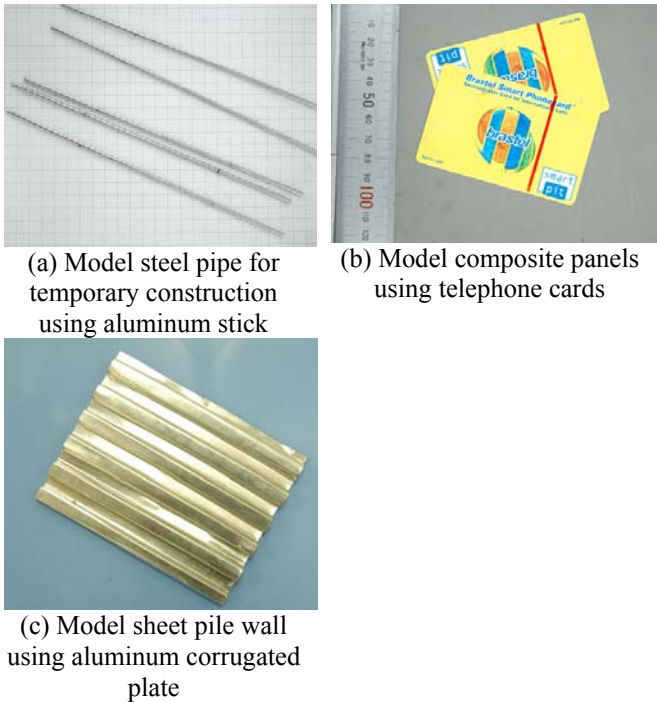 (a) Model steel pipe for
temporary construction
using aluminum stick
10
20
30
40
50
60
70
80
90
100
110
120
pit
Brastel Smart Phonecard
brastel
smart
pit
(b) Model composite panels
using telephone cards
(c) Model sheet pile wall
using aluminum corrugated
plate